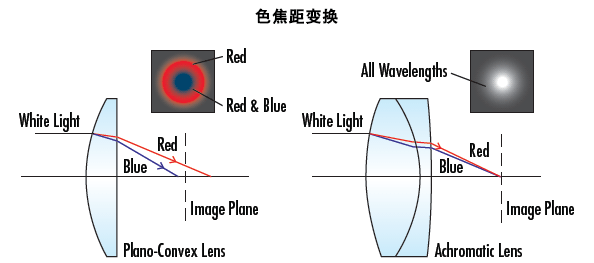 色焦距变换
Red
Red & Blue
White Light
Red
Blue
Image Plane
Plano-Convex Lens
All Wavelengths
White Light
Red
Blue
Image Plane
Achromatic Lens